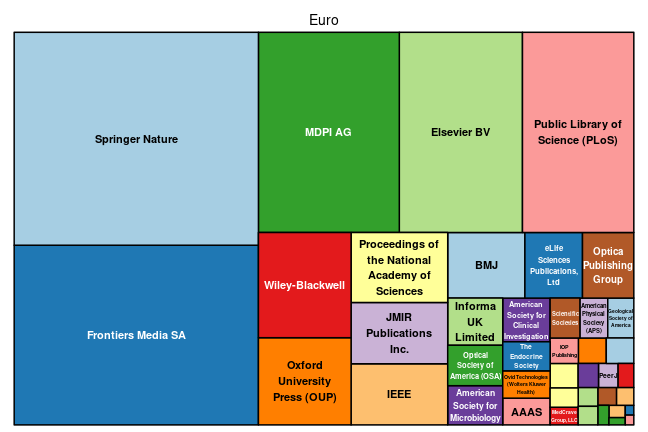 Euro
Springer Nature
Frontiers Media SA
MDPI AG
Elsevier BV
Public Library of
Science (PLoS)
Wiley-Blackwell
Oxford
University
Press (OUP)
Proceedings of
the National
Academy of
Sciences
JMIR
Publications
Inc.
IEEE
BMJ
eLife
Sciences
Publications,
Ltd
Optica
Publishing
Group
Informa
UK
Limited
Optical
Society of
America (OSA)
American
Society for
Microbiology
American
Society for
Clinical
Investigation
The
Endocrine
Society
Ovid Technologies
(Wolters Kluwer
Health)
AAAS
Scientific
Societies
American
Physical
Society
(APS)
Geological
Society of
America
IOP
Publishing
PeerJ
MedCrave
Group, LLC